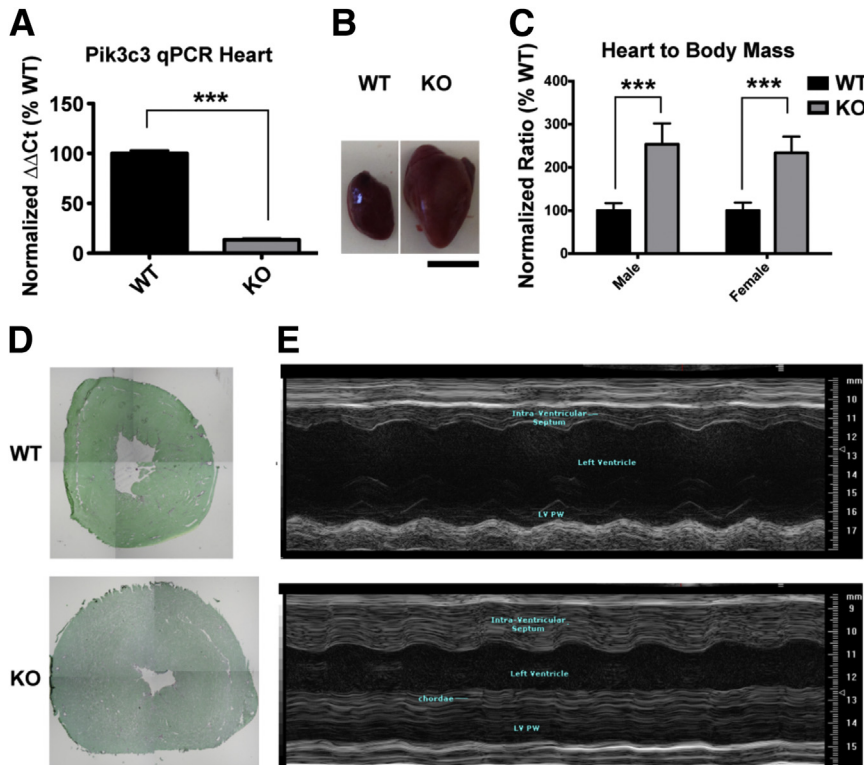 A
Pik3c3 qPCR Heart
Normalized ΔΔCt (% WT)
150
100
50
0
***
WT
KO
B
WT KO
C
Heart to Body Mass
Normalized Ratio (% WT)
400
300
200
100
0
***
***
WT
KO
Male
Female
D
WT
KO
E
mm
10
11
12
13
14
15
16
17
Intra-Ventricular
Septum
Left Ventricle
LV PW
mm
9
10
11
12
13
14
15
Intra-Ventricular
Septum
Left Ventricle
chordae
LV PW